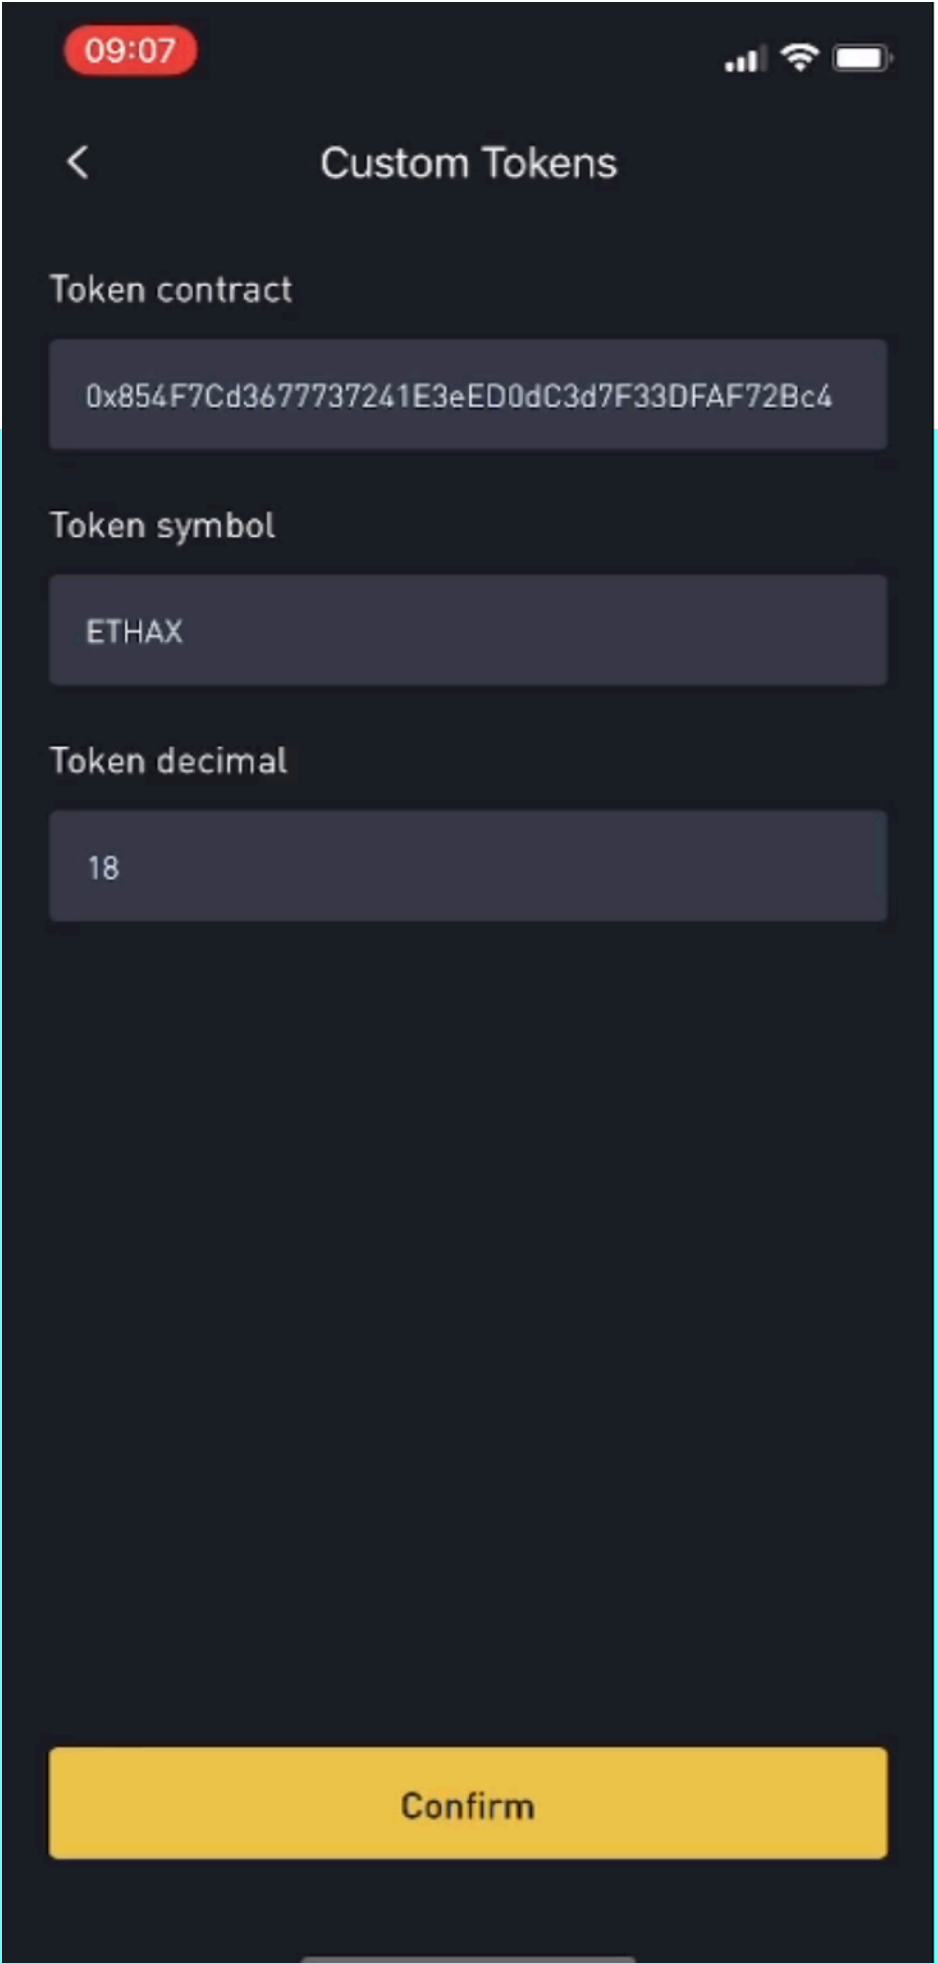 09:07
Custom Tokens
Token contract
0x854F7Cd3677737241E3eED0dC3d7F33DFAF72Bc4
Token symbol
ETHAX
Token decimal
18
Confirm